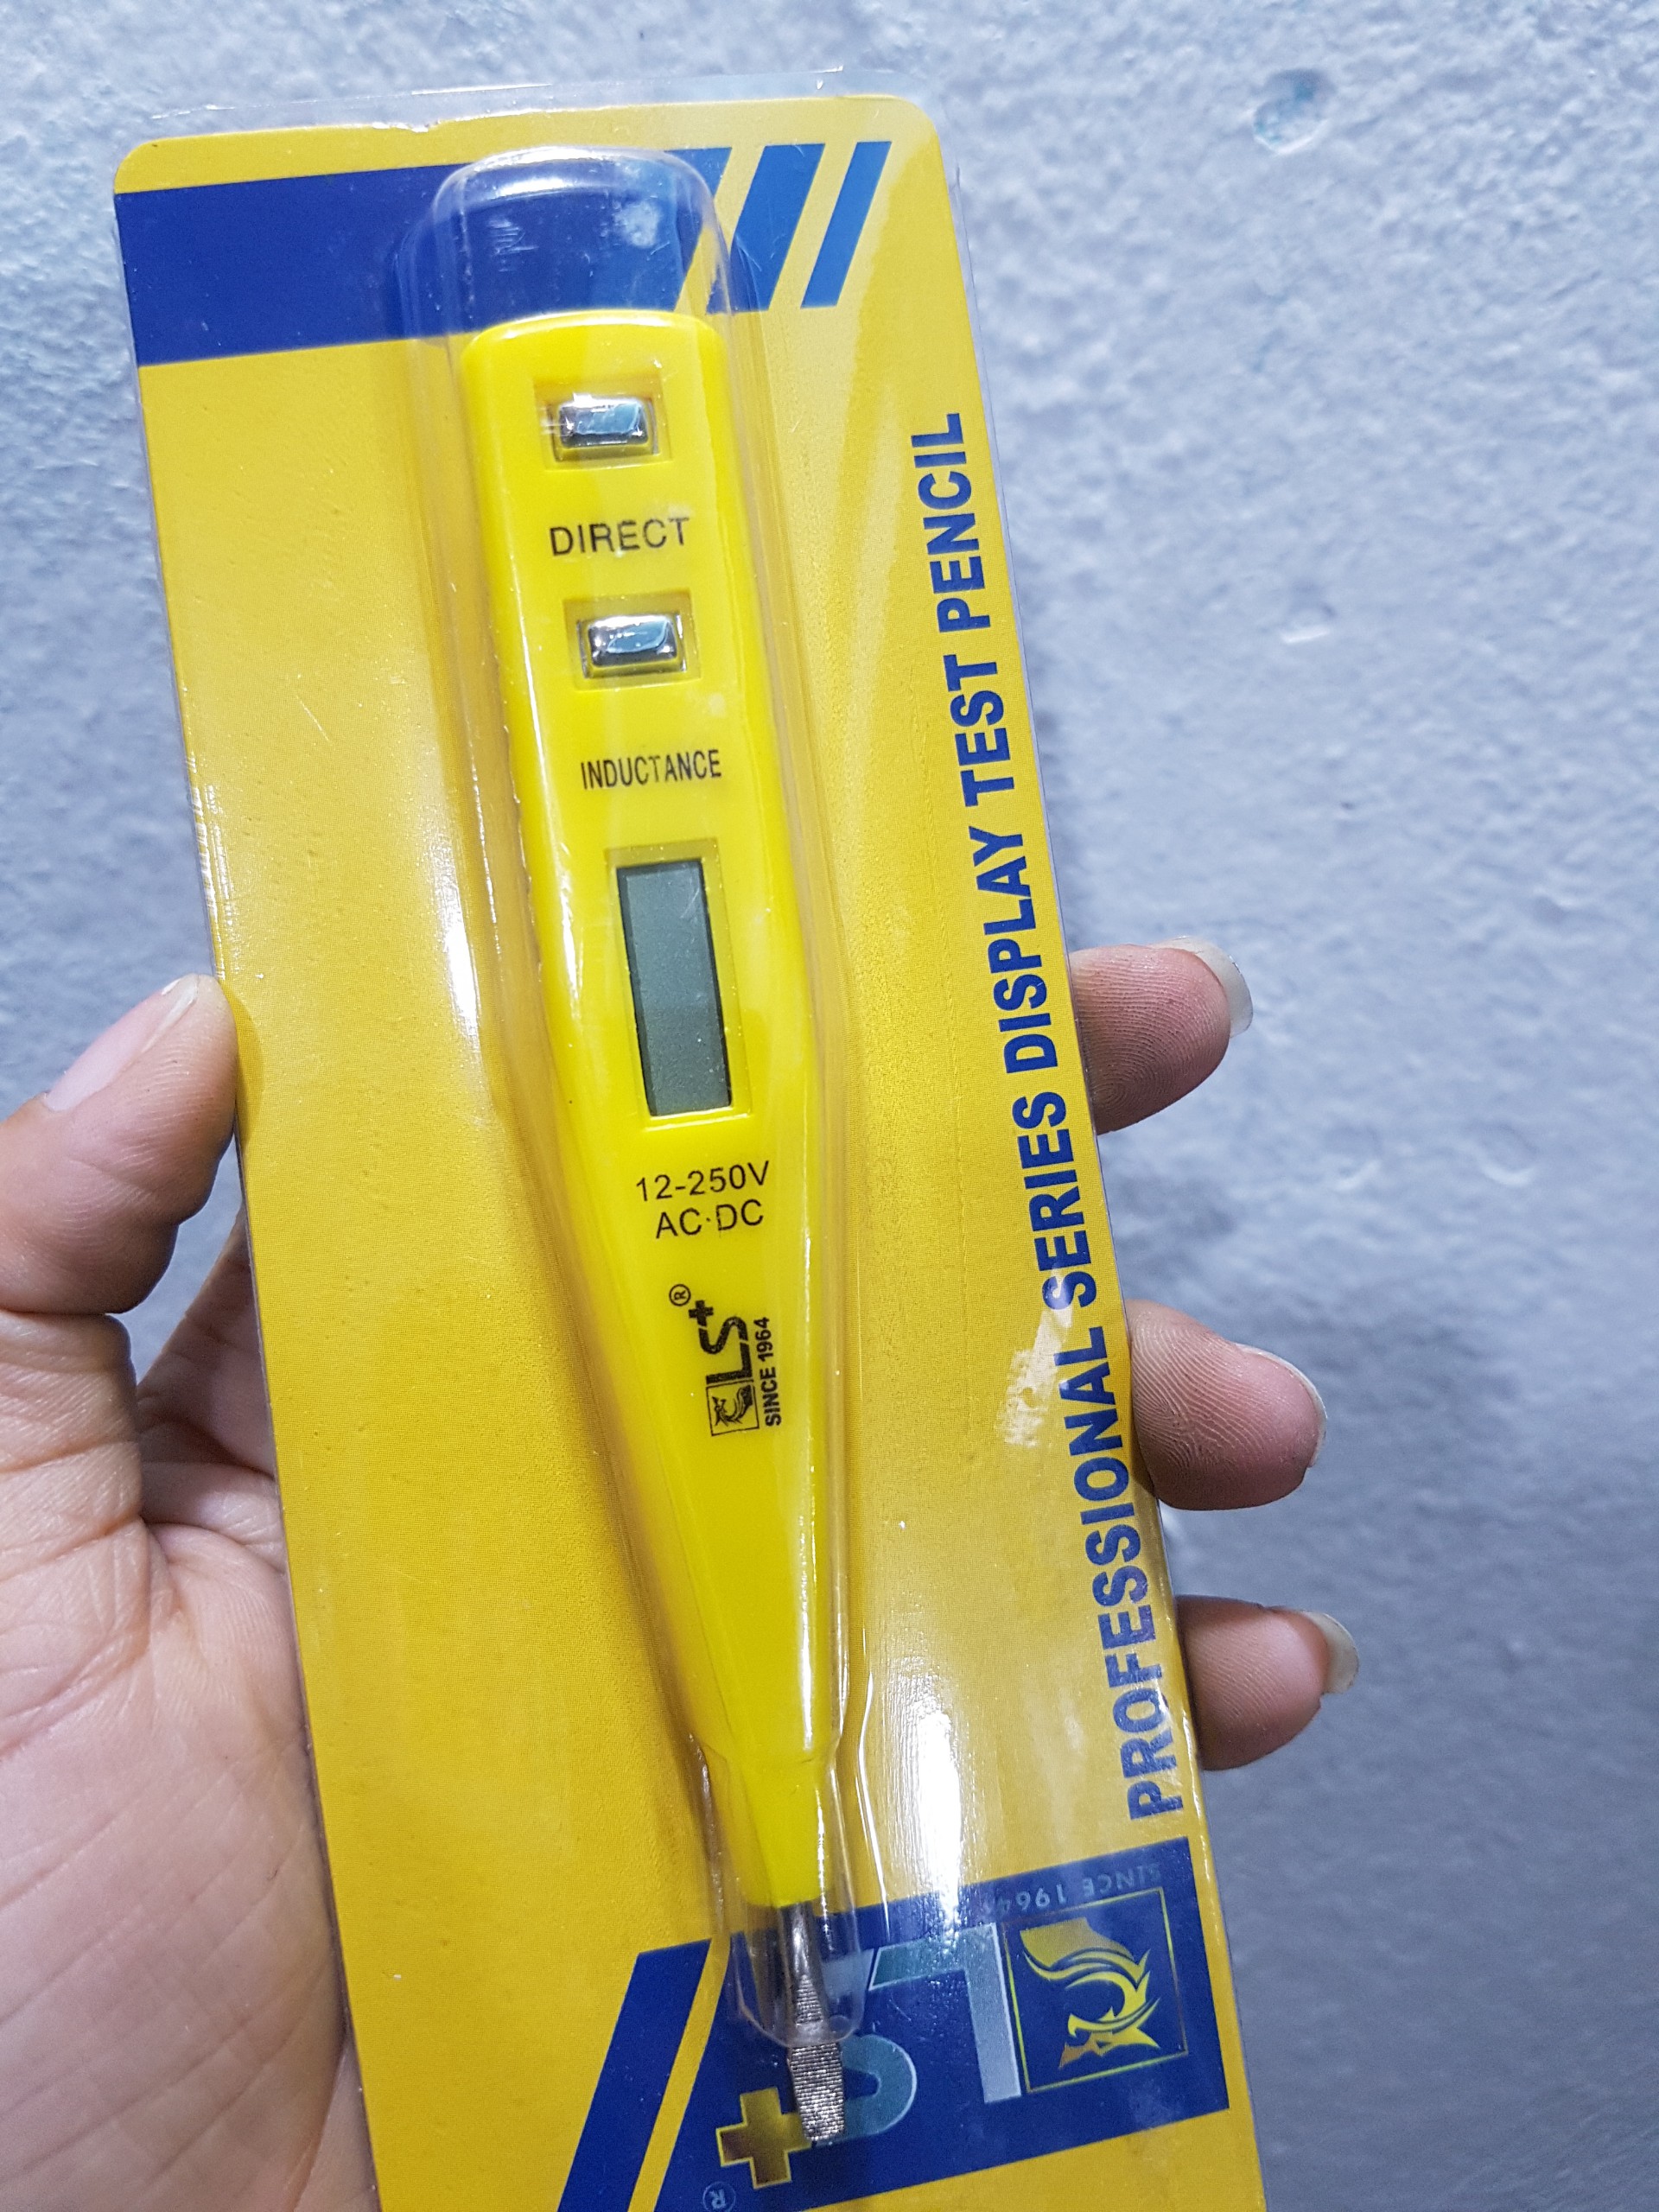 DIRECT
INDUCTANCE
12-250V
AC·DC
LS+®
SINCE 1964
PROFESSIONAL SERIES DISPLAY TEST PENCIL
SINCE 1964
LS+®